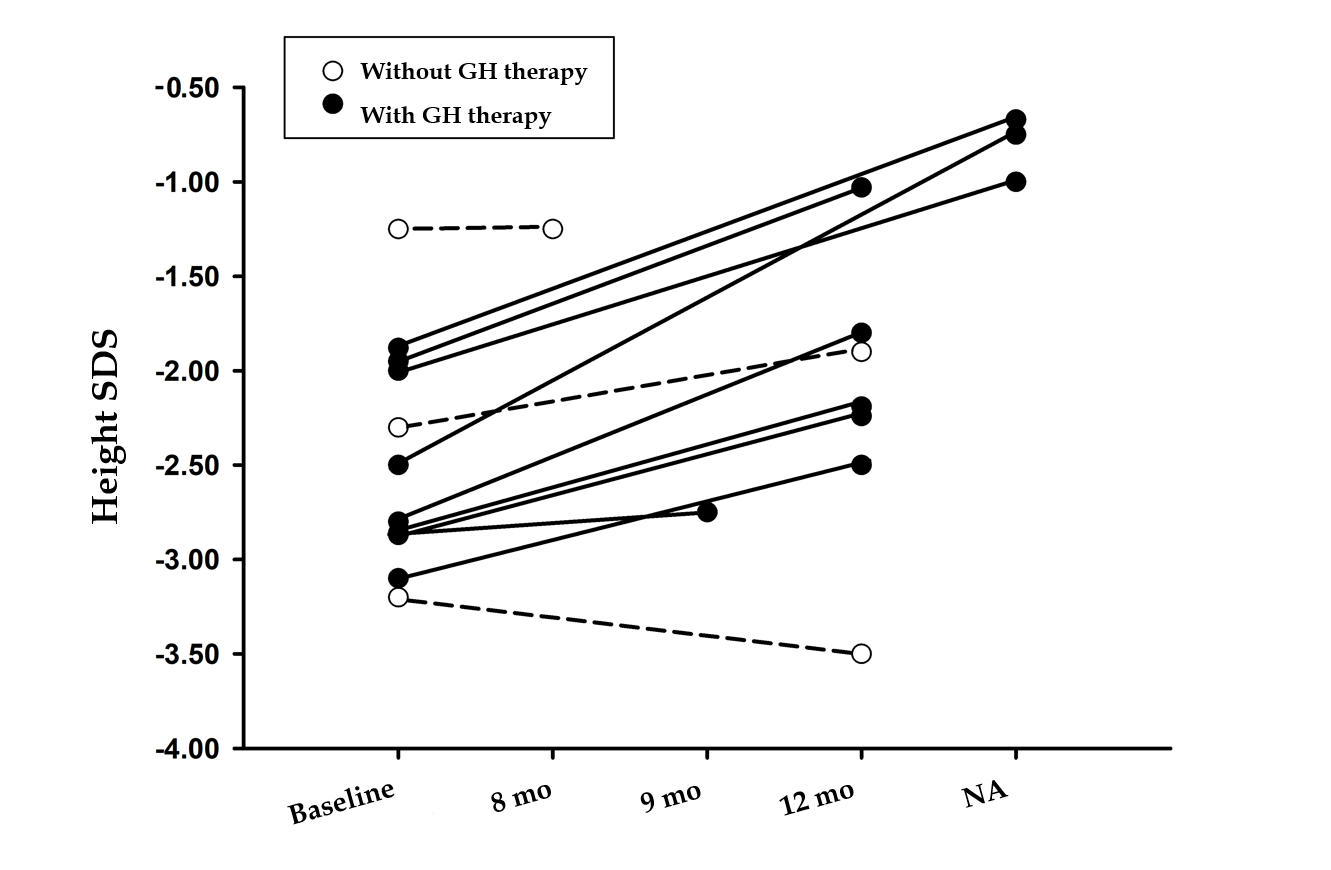 Without GH therapy
With GH therapy
-0.50
-1.00
-1.50
-2.00
-2.50
-3.00
-3.50
-4.00
Height SDS
Baseline
8 mo
9 mo
12 mo
NA